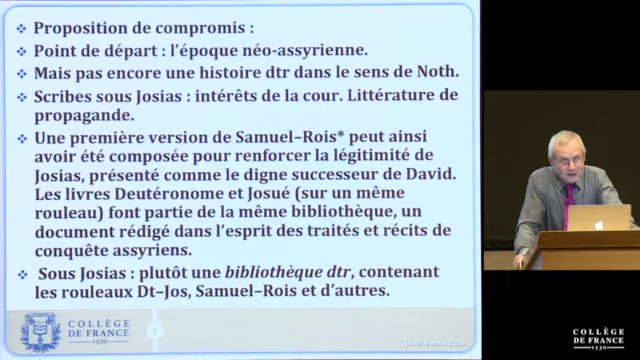 Proposition de compromis :
Point de départ : l'époque néo-assyrienne.
Mais pas encore une histoire dtr dans le sens de Noth.
Scribes sous Josias : intérêts de la cour. Littérature de
propagande.
Une première version de Samuel–Rois* peut ainsi
avoir été composée pour renforcer la légitimité de
Josias, présenté comme le digne successeur de David.
Les livres Deutéronome et Josué (sur un même
rouleau) font partie de la même bibliothèque, un
document rédigé dans l'esprit des traités et récits de
conquête assyriens.
Sous Josias : plutôt une bibliothèque dtr, contenant
les rouleaux Dt–Jos, Samuel–Rois et d'autres.
COLLÈGE
DE FRANCE
1530
7
COLLÈGE
DE FRANCE
1530